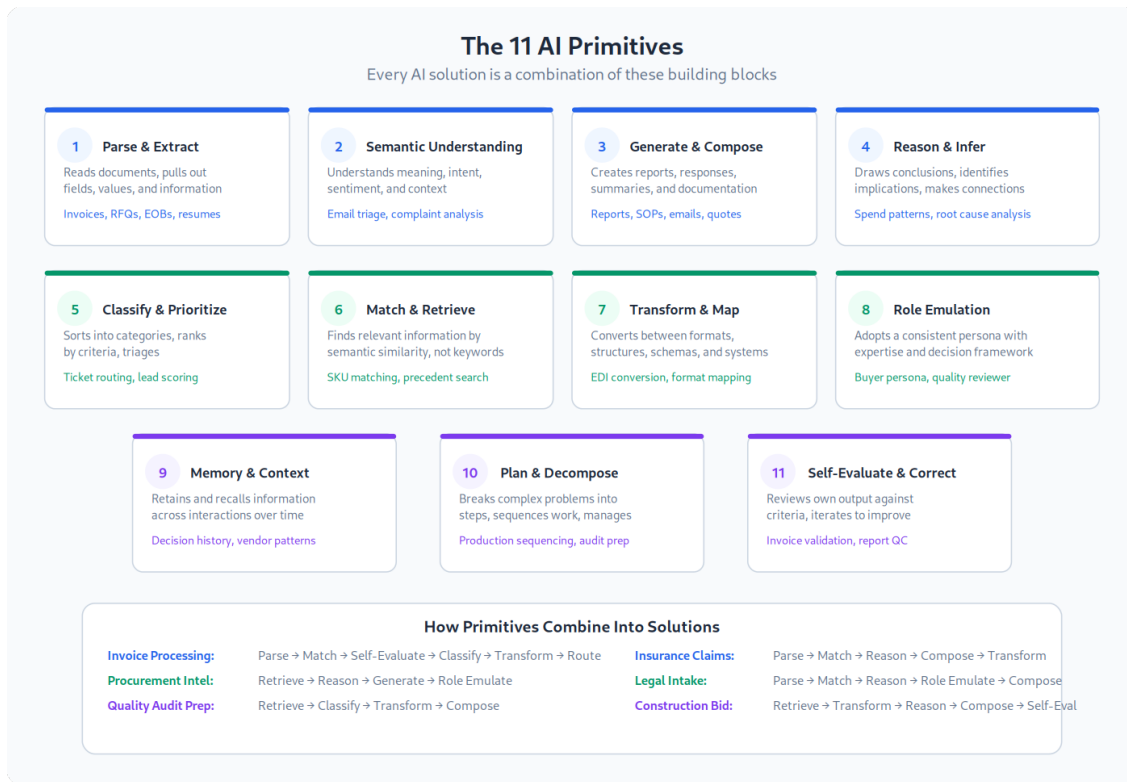 The 11 AI Primitives
Every AI solution is a combination of these building blocks
1 Parse & Extract
Reads documents, pulls out
fields, values, and information
Invoices, RFQs, EOBs, resumes
2 Semantic Understanding
Understands meaning, intent,
sentiment, and context
Email triage, complaint analysis
3 Generate & Compose
Creates reports, responses,
summaries, and documentation
Reports, SOPs, emails, quotes
4 Reason & Infer
Draws conclusions, identifies
implications, makes connections
Spend patterns, root cause analysis
5 Classify & Prioritize
Sorts into categories, ranks
by criteria, triages
Ticket routing, lead scoring
6 Match & Retrieve
Finds relevant information by
semantic similarity, not keywords
SKU matching, precedent search
7 Transform & Map
Converts between formats,
structures, schemas, and systems
EDI conversion, format mapping
8 Role Emulation
Adopts a consistent persona with
expertise and decision framework
Buyer persona, quality reviewer
9 Memory & Context
Retains and recalls information
across interactions over time
Decision history, vendor patterns
10 Plan & Decompose
Breaks complex problems into
steps, sequences work, manages
Production sequencing, audit prep
11 Self-Evaluate & Correct
Reviews own output against
criteria, iterates to improve
Invoice validation, report QC
How Primitives Combine Into Solutions
Invoice Processing: Parse → Match → Self-Evaluate → Classify → Transform → Route
Insurance Claims: Parse → Match → Reason → Compose → Transform
Procurement Intel: Retrieve → Reason → Generate → Role Emulate
Legal Intake: Parse → Match → Reason → Role Emulate → Compose
Quality Audit Prep: Retrieve → Classify → Transform → Compose
Construction Bid: Retrieve → Transform → Reason → Compose → Self-Eval